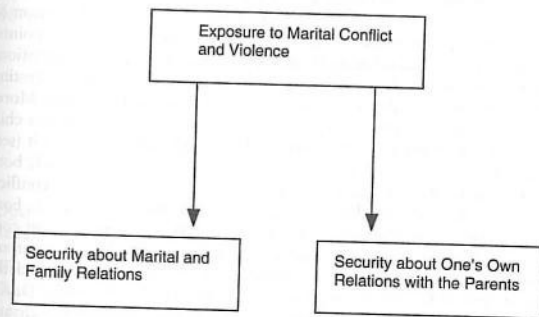 Exposure to Marital Conflict
and Violence
Security about Marital and
Family Relations
Security about One's Own
Relations with the Parents